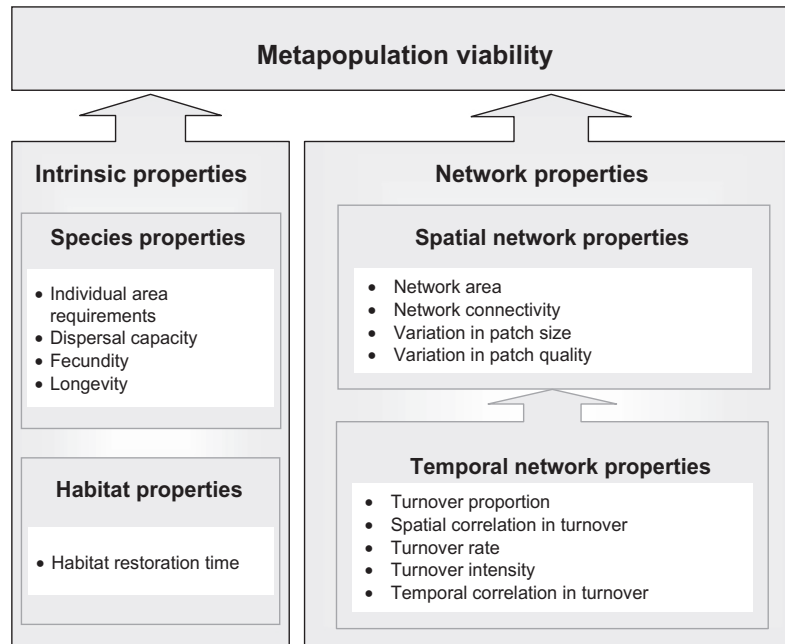 Metapopulation viability
Intrinsic properties
Species properties
• Individual area
requirements
• Dispersal capacity
• Fecundity
• Longevity
Habitat properties
• Habitat restoration time
Network properties
Spatial network properties
• Network area
• Network connectivity
• Variation in patch size
• Variation in patch quality
Temporal network properties
• Turnover proportion
• Spatial correlation in turnover
• Turnover rate
• Turnover intensity
• Temporal correlation in turnover